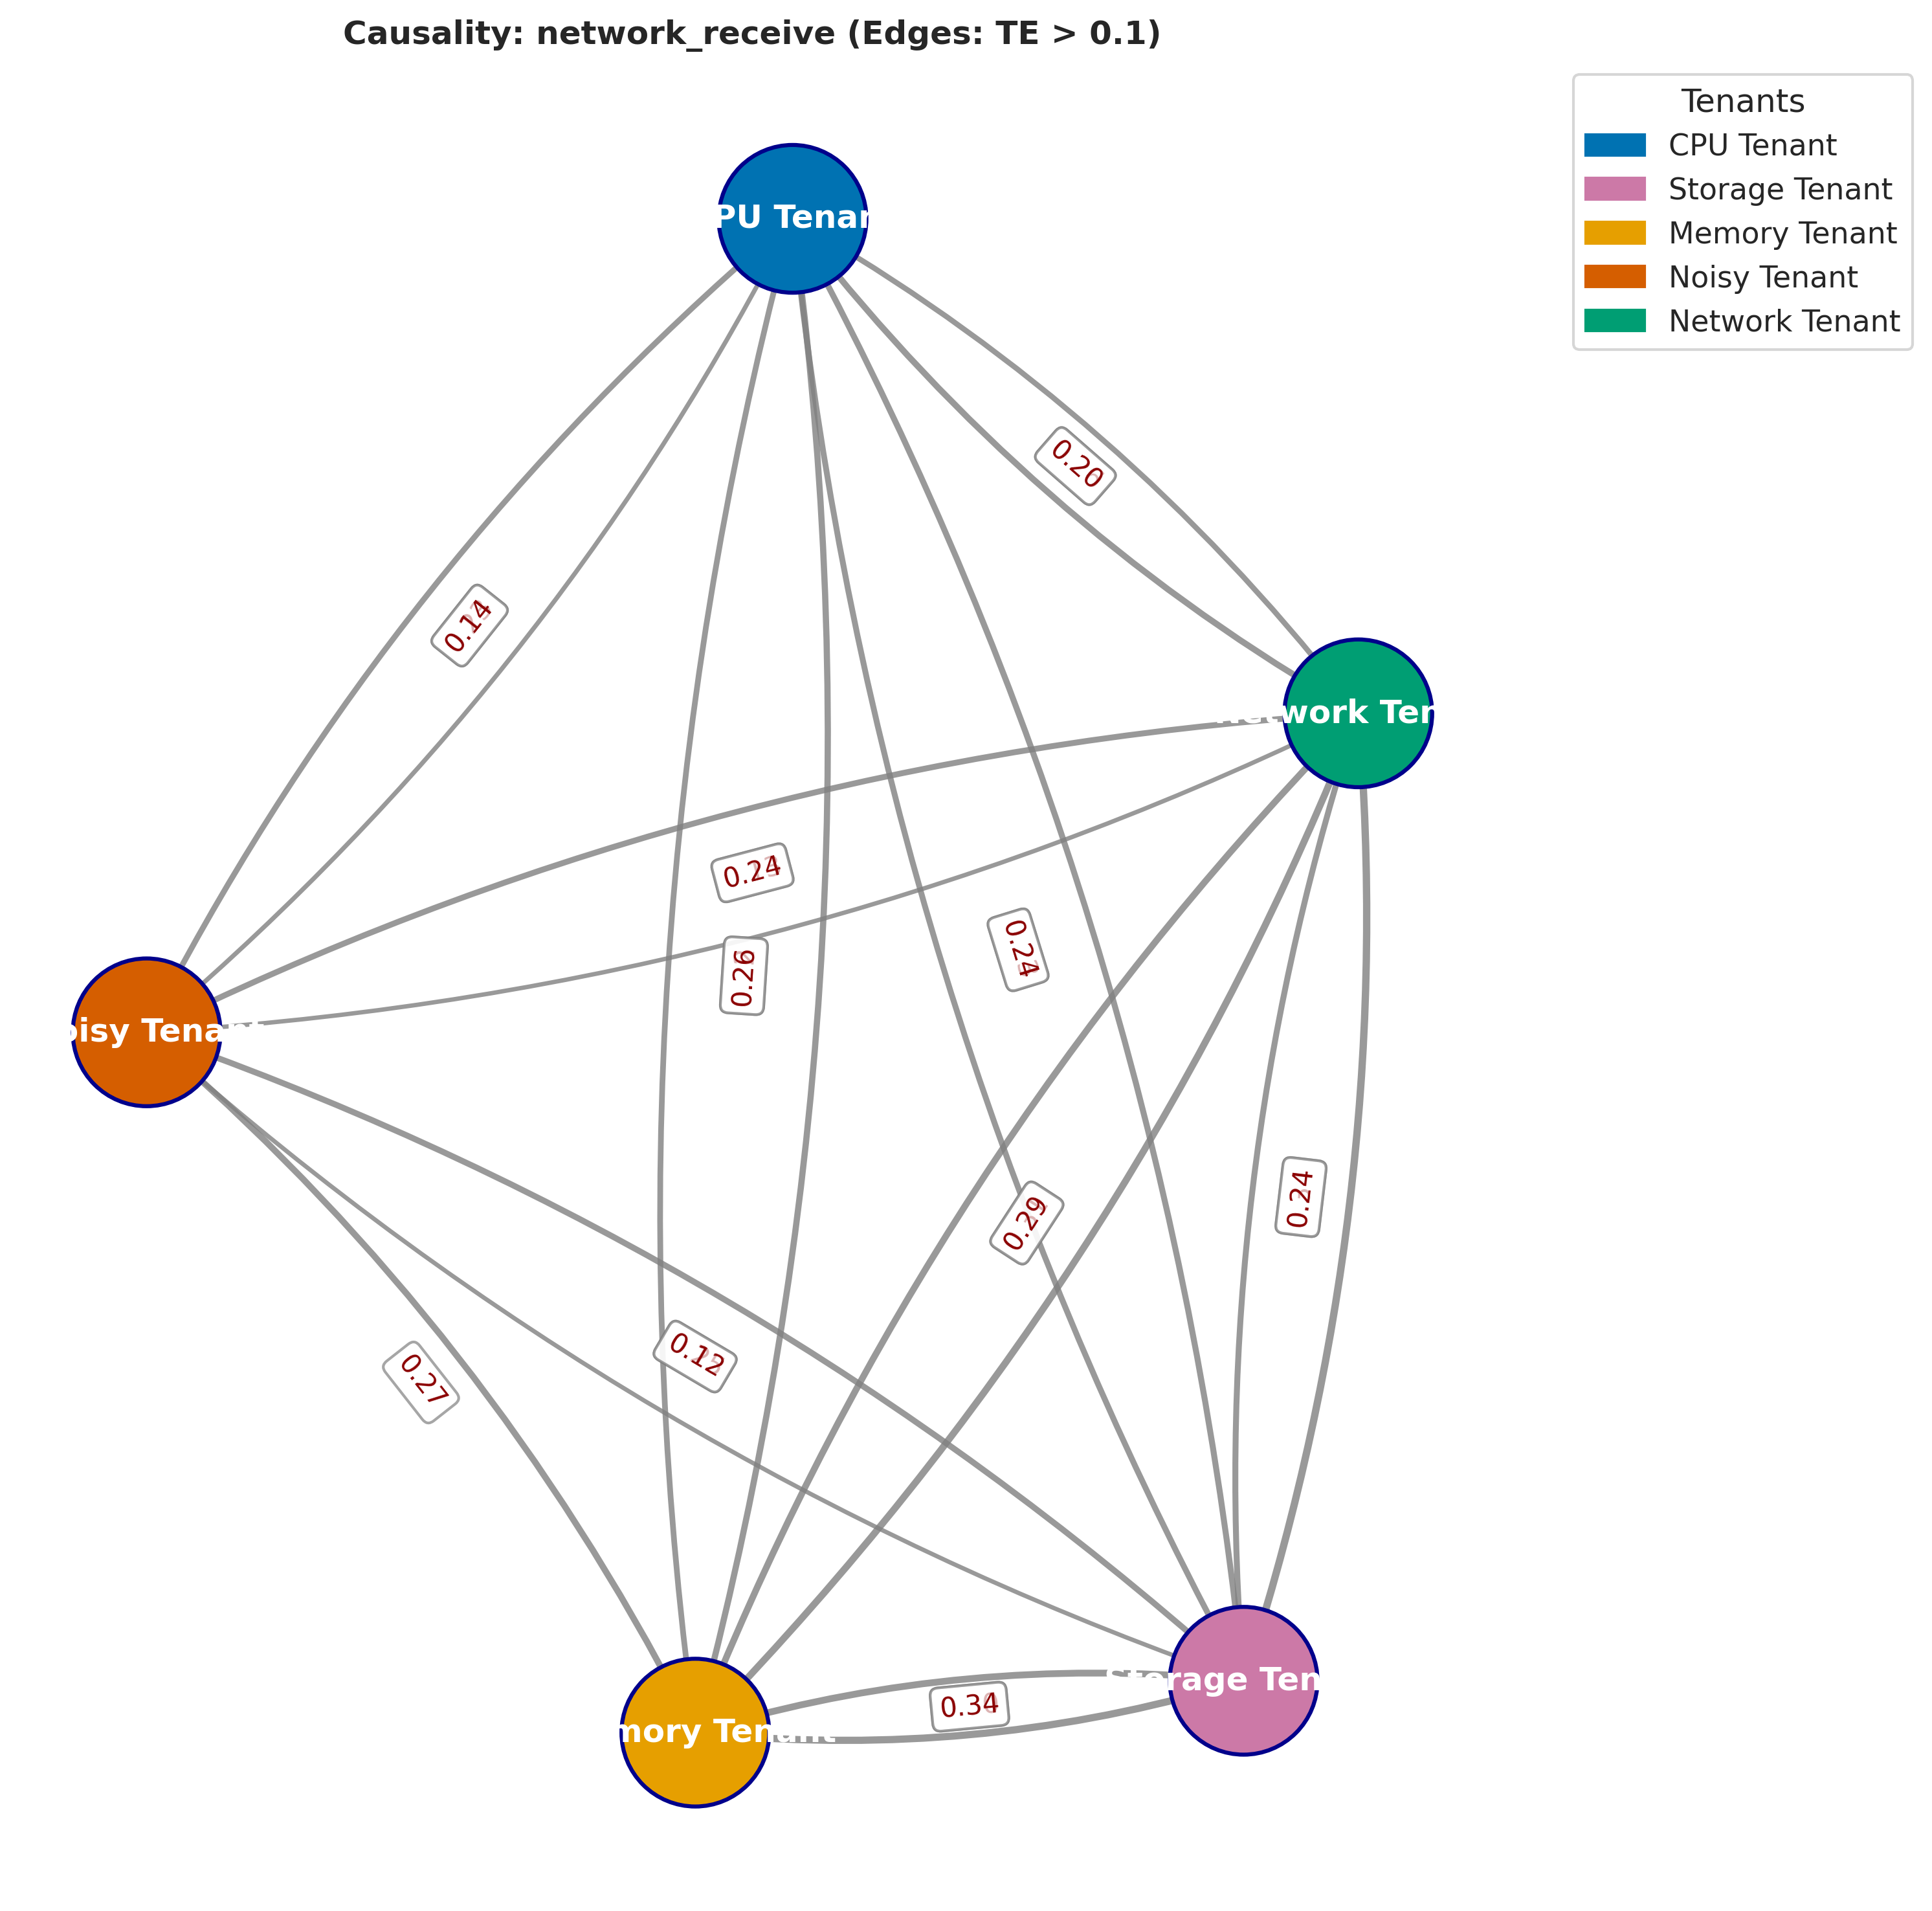 Causality: network_receive (Edges: TE > 0.1)
Tenants
CPU Tenant
Storage Tenant
Memory Tenant
Noisy Tenant
Network Tenant
PU Tenan
0.20
0.14
work Ten
0.24
0.26
0.24
oisy Tenant
0.24
0.29
0.12
0.27
orage Ten
0.34
mory Tenant